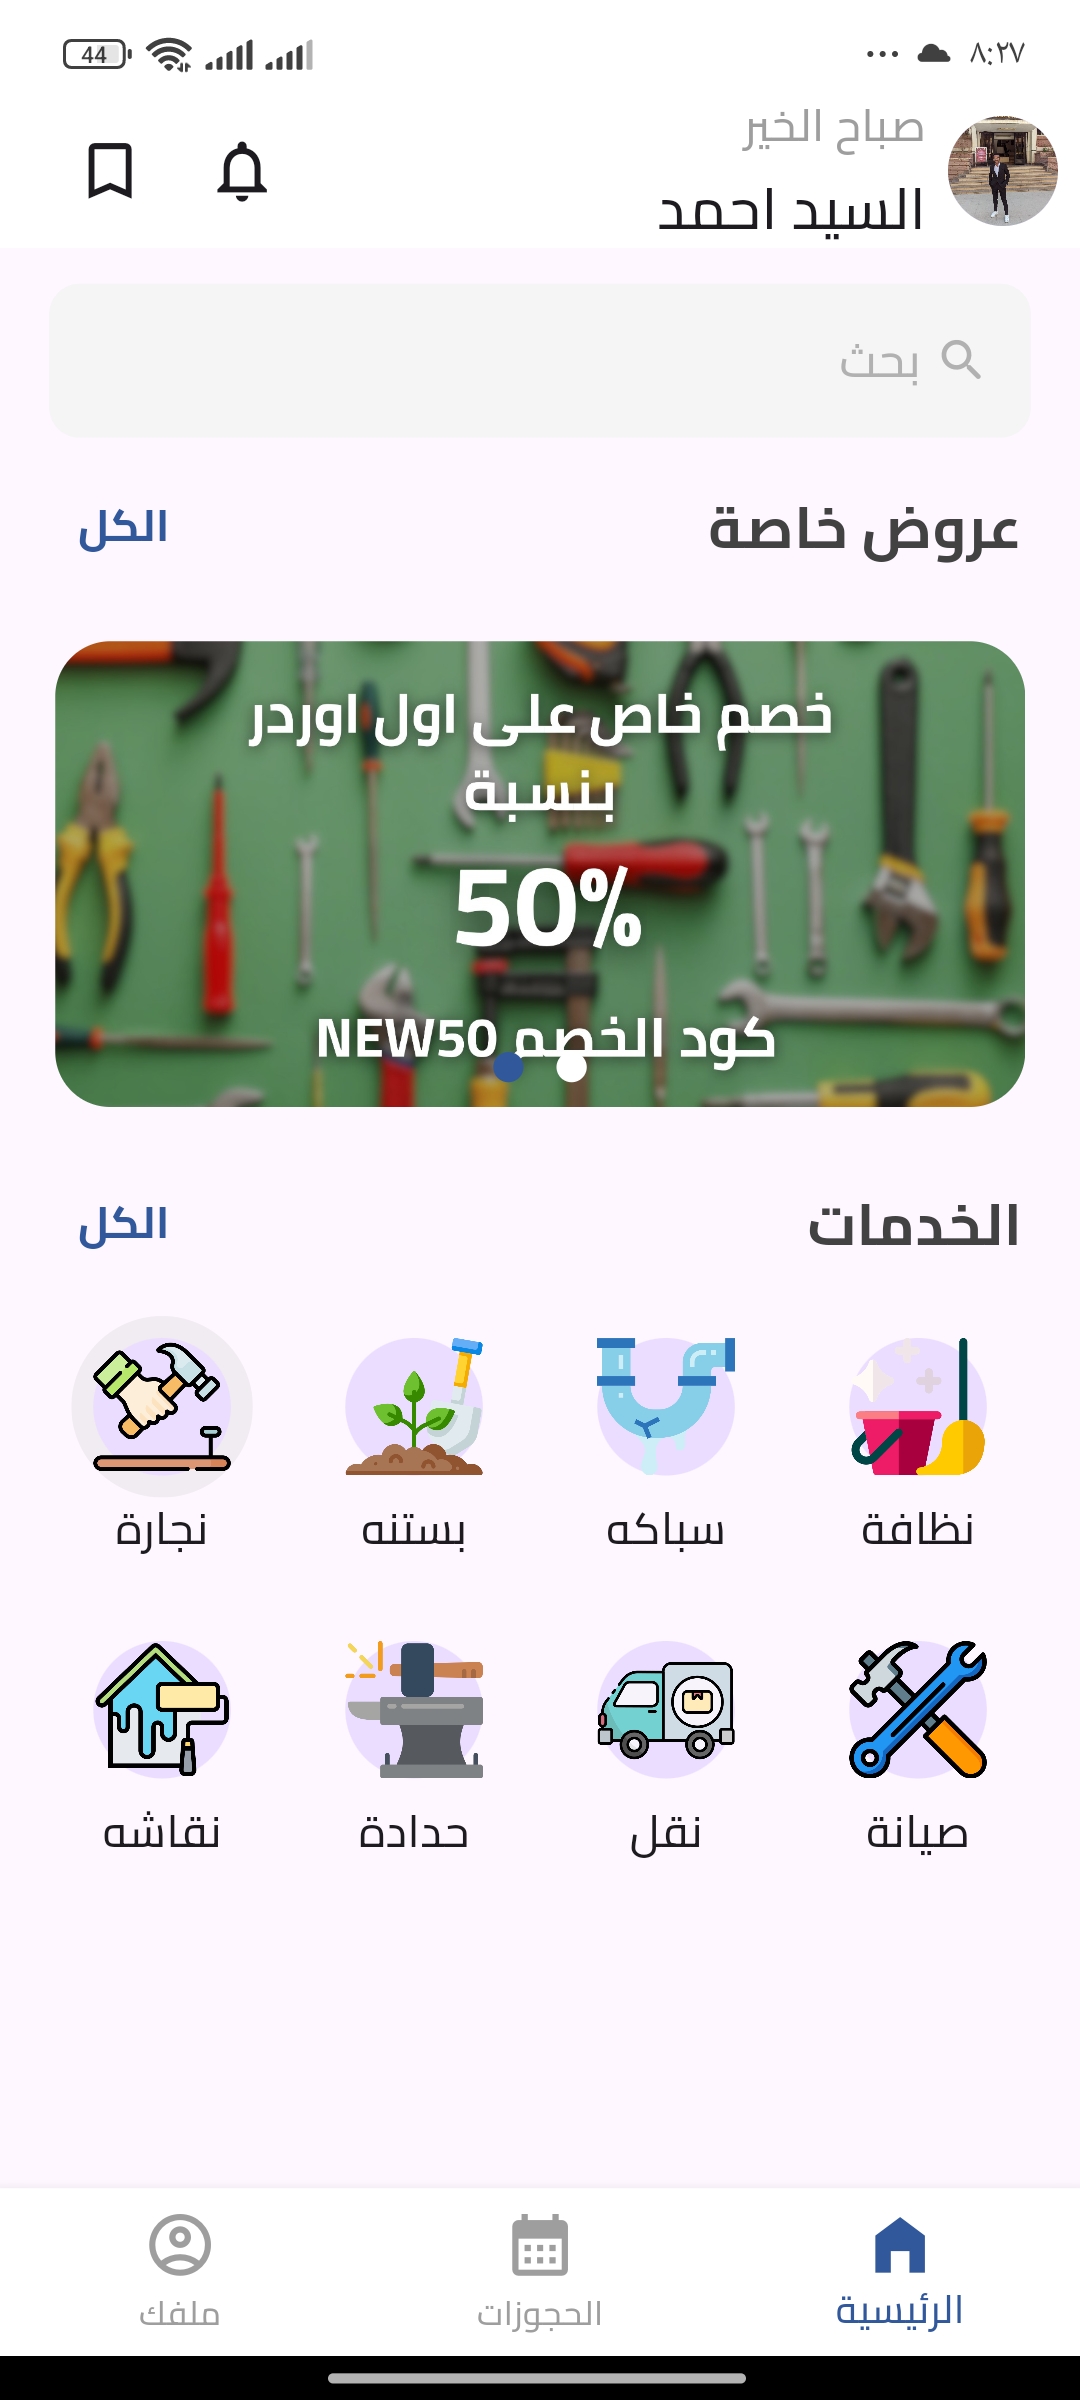 ٨:٢٧
44
صباح الخير
السيد احمد
بحث
عروض خاصة
الكل
خصم خاص على اول اوردر
بنسبة
50%
كود الخصم NEW50
الخدمات
الكل
نظافة
سباكه
بستنه
نجارة
صيانة
نقل
حدادة
نقاشه
الرئيسية
الحجوزات
ملفك